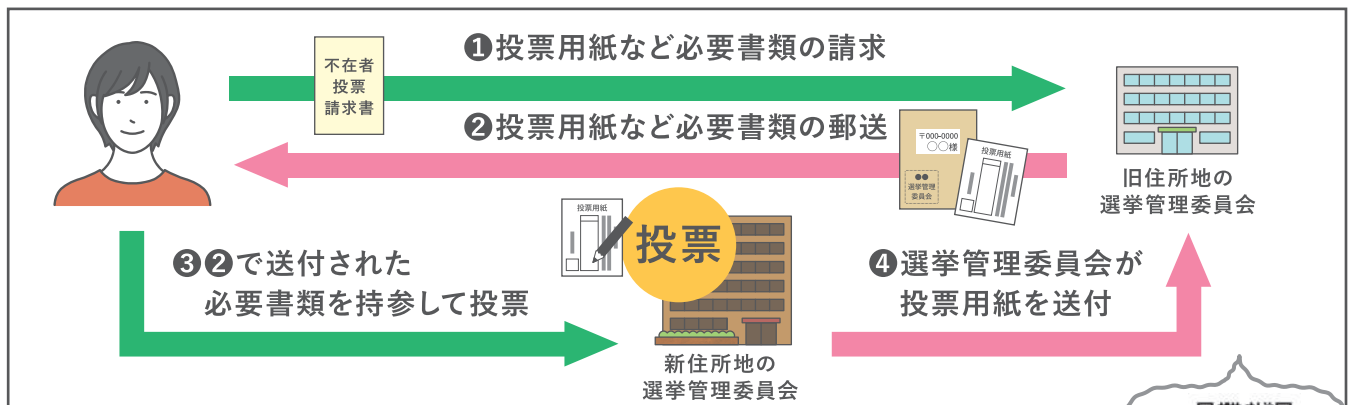 ❶投票用紙など必要書類の請求
不在者
投票
請求書
❷投票用紙など必要書類の郵送
〒000-0000
〇〇様
●●
選挙管理
委員会
投票用紙
旧住所地の
選挙管理委員会
投票用紙
投票
❸❷で送付された
必要書類を持参して投票
❹選挙管理委員会が
投票用紙を送付
新住所地の
選挙管理委員会